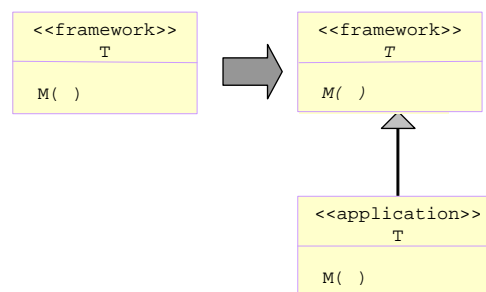 <<framework>>
T
M( )
<<framework>>
T
M( )
<<application>>
T
M( )